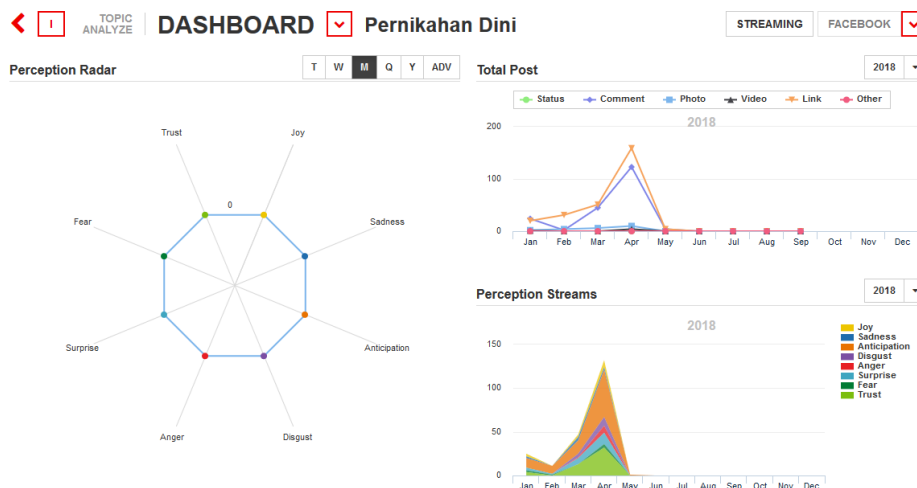 I
TOPIC ANALYZE
DASHBOARD
Pernikahan Dini
STREAMING
FACEBOOK
Perception Radar
T W M Q Y ADV
Trust
Joy
0
Fear
Sadness
Surprise
Anticipation
Anger
Disgust
Total Post
2018
Status Comment Photo Video Link Other
2018
200
100
0
Jan Feb Mar Apr May Jun Jul Aug Sep Oct Nov Dec
Perception Streams
2018
2018
150
100
50
0
Jan Feb Mar Apr May Jun Jul Aug Sep Oct Nov Dec
Joy
Sadness
Anticipation
Disgust
Anger
Surprise
Fear
Trust